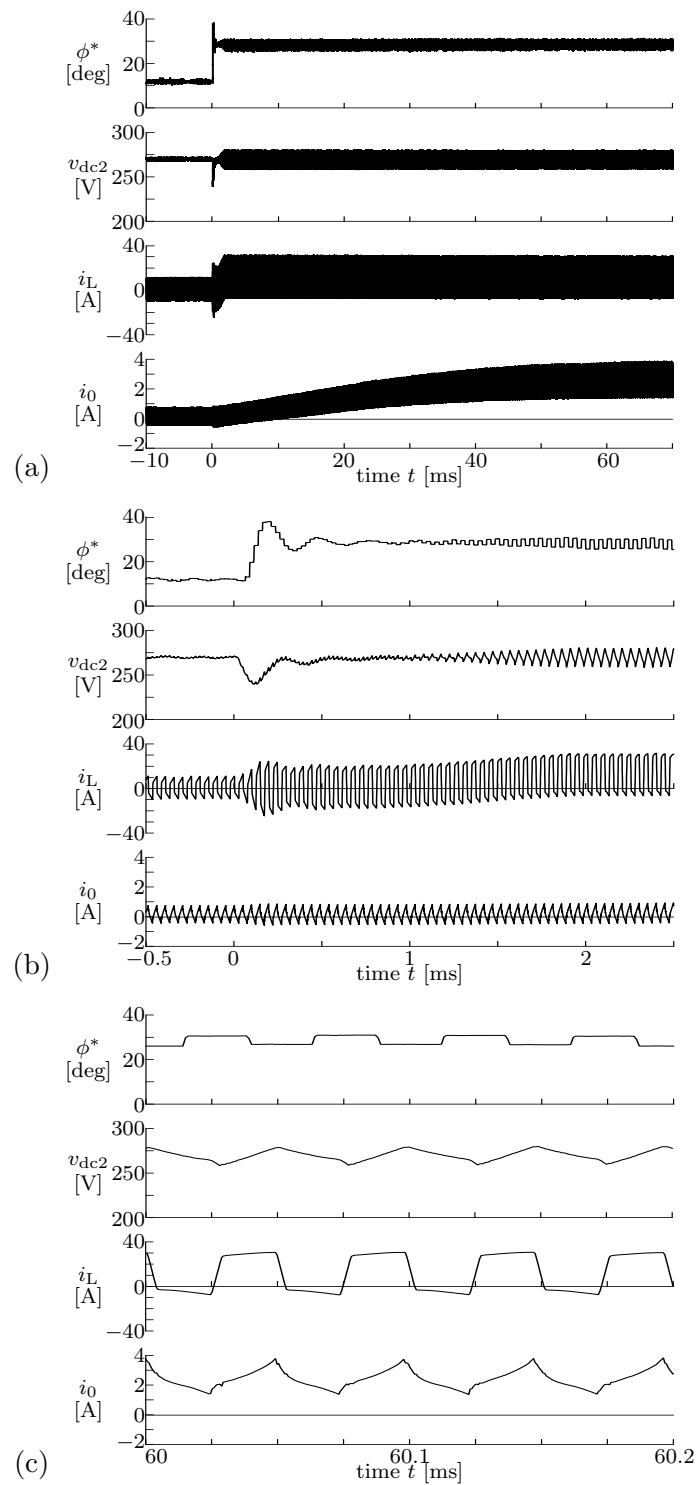 40
ϕ*
20
[deg]
0
300
v_dc2
250
[V]
200
40
i_L
0
[A]
−40
4
i_0
2
[A]
0
−2
−10 0 20 40 60
(a)
time t [ms]
40
ϕ*
20
[deg]
0
300
v_dc2
250
[V]
200
40
i_L
0
[A]
−40
4
i_0
2
[A]
0
−2
−0.5 0 1 2
(b)
time t [ms]
40
ϕ*
20
[deg]
0
300
v_dc2
250
[V]
200
40
i_L
0
[A]
−40
4
i_0
2
[A]
0
−2
60 60.1 60.2
(c)
time t [ms]